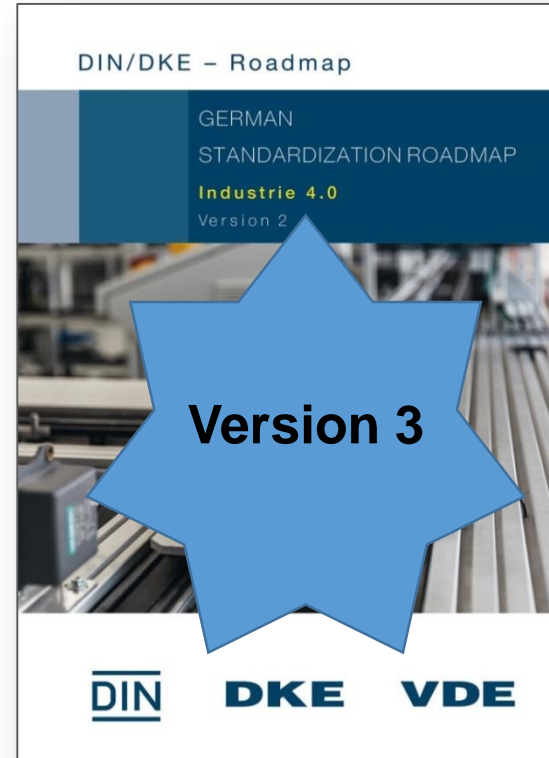 DIN/DKE – Roadmap
GERMAN
STANDARDIZATION ROADMAP
Industrie 4.0
Version 2
Version 3
DIN DKE VDE